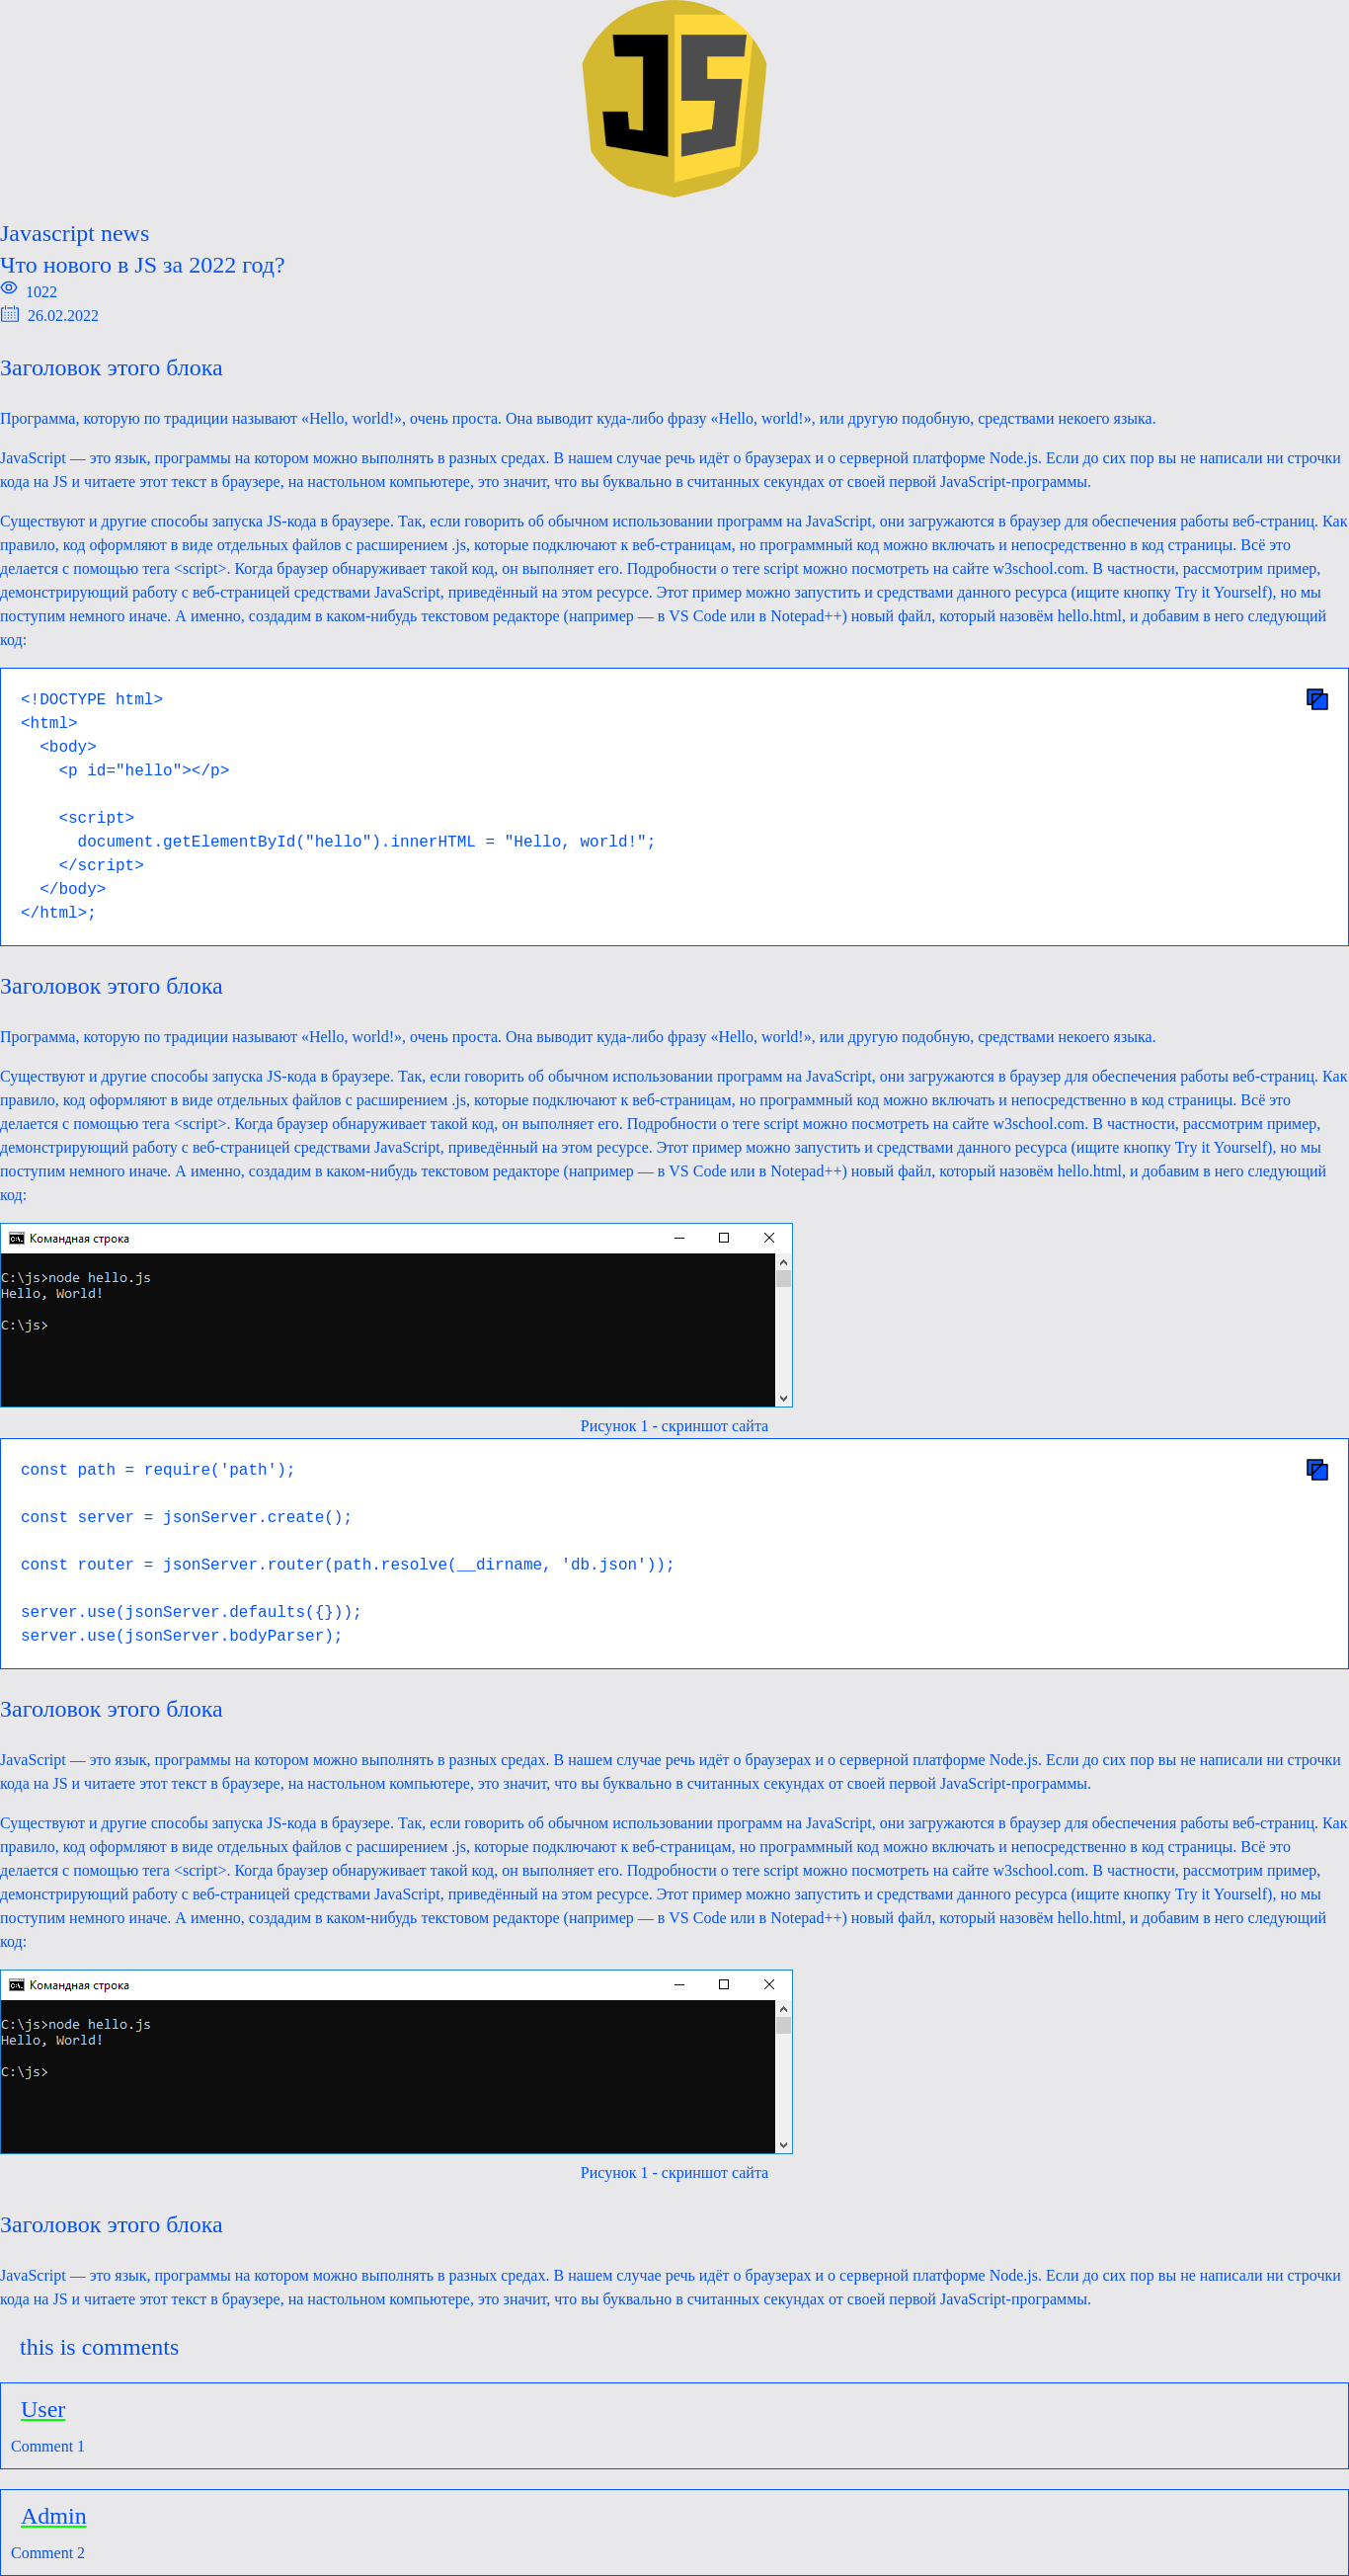 JS
Javascript news
Что нового в JS за 2022 год?
1022
26.02.2022
Заголовок этого блока
Программа, которую по традиции называют «Hello, world!», очень проста. Она выводит куда-либо фразу «Hello, world!», или другую подобную, средствами некоего языка.
JavaScript — это язык, программы на котором можно выполнять в разных средах. В нашем случае речь идёт о браузерах и о серверной платформе Node.js. Если до сих пор вы не написали ни строчки
кода на JS и читаете этот текст в браузере, на настольном компьютере, это значит, что вы буквально в считанных секундах от своей первой JavaScript-программы.
Существуют и другие способы запуска JS-кода в браузере. Так, если говорить об обычном использовании программ на JavaScript, они загружаются в браузер для обеспечения работы веб-страниц. Как
правило, код оформляют в виде отдельных файлов с расширением .js, которые подключают к веб-страницам, но программный код можно включать и непосредственно в код страницы. Всё это
делается с помощью тега <script>. Когда браузер обнаруживает такой код, он выполняет его. Подробности о теге script можно посмотреть на сайте w3school.com. В частности, рассмотрим пример,
демонстрирующий работу с веб-страницей средствами JavaScript, приведённый на этом ресурсе. Этот пример можно запустить и средствами данного ресурса (ищите кнопку Try it Yourself), но мы
поступим немного иначе. А именно, создадим в каком-нибудь текстовом редакторе (например — в VS Code или в Notepad++) новый файл, который назовём hello.html, и добавим в него следующий
код:
<!DOCTYPE html>
<html>
  <body>
    <p id="hello"></p>
    <script>
      document.getElementById("hello").innerHTML = "Hello, world!";
    </script>
  </body>
</html>;
Заголовок этого блока
Программа, которую по традиции называют «Hello, world!», очень проста. Она выводит куда-либо фразу «Hello, world!», или другую подобную, средствами некоего языка.
Существуют и другие способы запуска JS-кода в браузере. Так, если говорить об обычном использовании программ на JavaScript, они загружаются в браузер для обеспечения работы веб-страниц. Как
правило, код оформляют в виде отдельных файлов с расширением .js, которые подключают к веб-страницам, но программный код можно включать и непосредственно в код страницы. Всё это
делается с помощью тега <script>. Когда браузер обнаруживает такой код, он выполняет его. Подробности о теге script можно посмотреть на сайте w3school.com. В частности, рассмотрим пример,
демонстрирующий работу с веб-страницей средствами JavaScript, приведённый на этом ресурсе. Этот пример можно запустить и средствами данного ресурса (ищите кнопку Try it Yourself), но мы
поступим немного иначе. А именно, создадим в каком-нибудь текстовом редакторе (например — в VS Code или в Notepad++) новый файл, который назовём hello.html, и добавим в него следующий
код:
Командная строка
C:\js>node hello.js
Hello, World!
C:\js>
Рисунок 1 - скриншот сайта
const path = require('path');
const server = jsonServer.create();
const router = jsonServer.router(path.resolve(__dirname, 'db.json'));
server.use(jsonServer.defaults({}));
server.use(jsonServer.bodyParser);
Заголовок этого блока
JavaScript — это язык, программы на котором можно выполнять в разных средах. В нашем случае речь идёт о браузерах и о серверной платформе Node.js. Если до сих пор вы не написали ни строчки
кода на JS и читаете этот текст в браузере, на настольном компьютере, это значит, что вы буквально в считанных секундах от своей первой JavaScript-программы.
Существуют и другие способы запуска JS-кода в браузере. Так, если говорить об обычном использовании программ на JavaScript, они загружаются в браузер для обеспечения работы веб-страниц. Как
правило, код оформляют в виде отдельных файлов с расширением .js, которые подключают к веб-страницам, но программный код можно включать и непосредственно в код страницы. Всё это
делается с помощью тега <script>. Когда браузер обнаруживает такой код, он выполняет его. Подробности о теге script можно посмотреть на сайте w3school.com. В частности, рассмотрим пример,
демонстрирующий работу с веб-страницей средствами JavaScript, приведённый на этом ресурсе. Этот пример можно запустить и средствами данного ресурса (ищите кнопку Try it Yourself), но мы
поступим немного иначе. А именно, создадим в каком-нибудь текстовом редакторе (например — в VS Code или в Notepad++) новый файл, который назовём hello.html, и добавим в него следующий
код:
Командная строка
C:\js>node hello.js
Hello, World!
C:\js>
Рисунок 1 - скриншот сайта
Заголовок этого блока
JavaScript — это язык, программы на котором можно выполнять в разных средах. В нашем случае речь идёт о браузерах и о серверной платформе Node.js. Если до сих пор вы не написали ни строчки
кода на JS и читаете этот текст в браузере, на настольном компьютере, это значит, что вы буквально в считанных секундах от своей первой JavaScript-программы.
this is comments
User
Comment 1
Admin
Comment 2